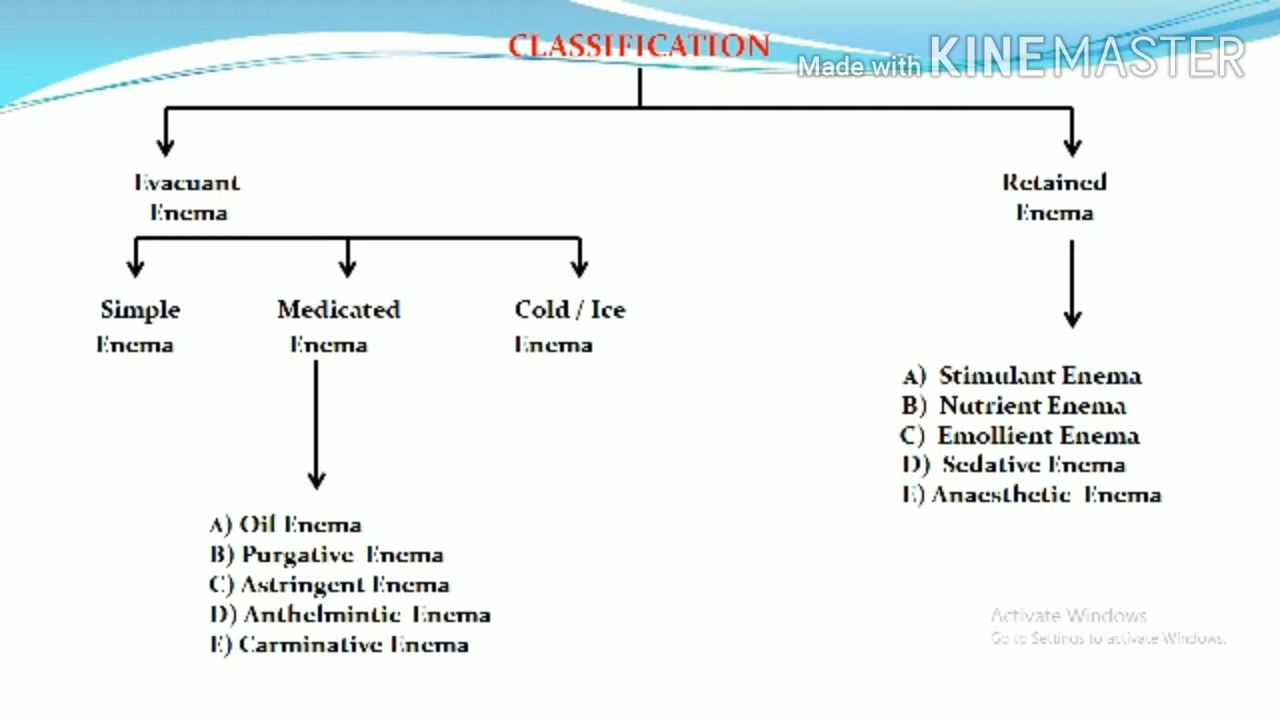 CLASSIFICATION
Made with KINEMASTER
Evacuant
Enema
Retained
Enema
Simple
Enema
Medicated
Enema
Cold / Ice
Enema
A) Stimulant Enema
B) Nutrient Enema
C) Emollient Enema
D) Sedative Enema
E) Anaesthetic Enema
A) Oil Enema
B) Purgative Enema
C) Astringent Enema
D) Anthelmintic Enema
E) Carminative Enema
Activate Windows
Go to Settings to activate Windows.